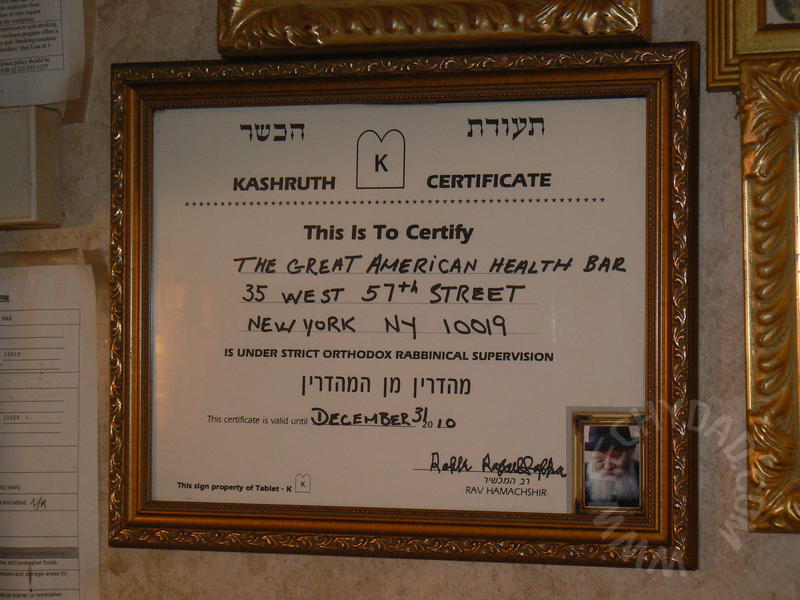 תעודת הכשר
K
KASHRUTH CERTIFICATE
This Is To Certify
THE GREAT AMERICAN HEALTH BAR
35 WEST 57th STREET
NEW YORK NY 10019
IS UNDER STRICT ORTHODOX RABBINICAL SUPERVISION
מהדרין מן המהדרין
This certificate is valid until DECEMBER 31 2010
רב המכשיר
RAV HAMACHSHIR
This sign property of Tablet - K
K
BAR
10019
N/A